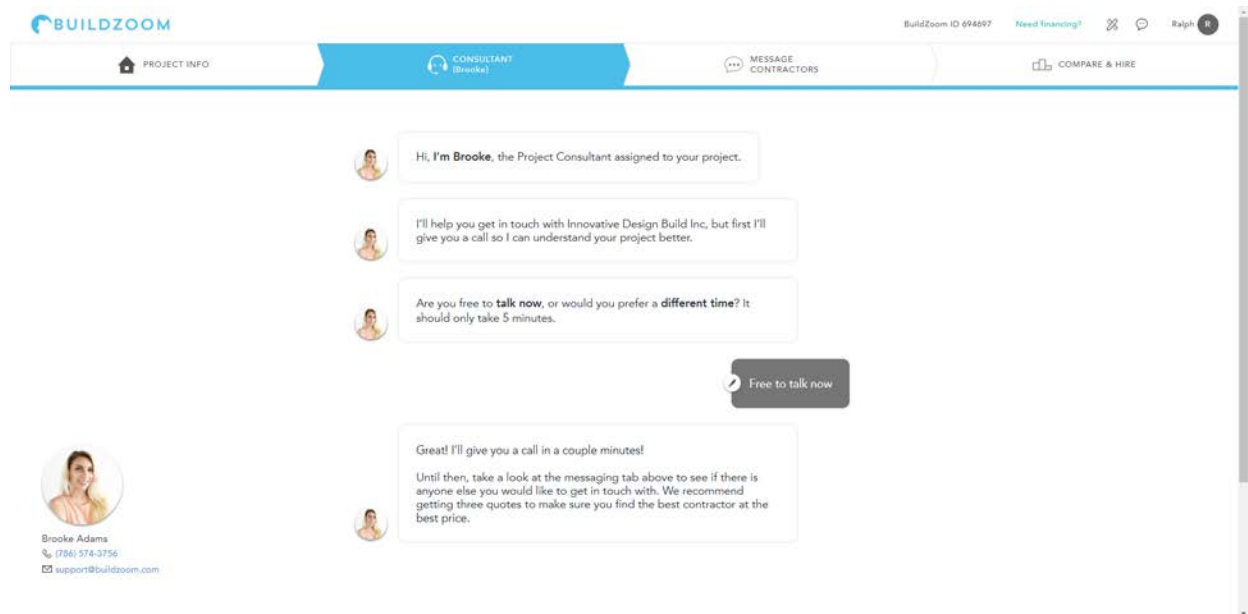 BUILDZOOM
BuildZoom ID 694697
Need financing?
Ralph
R
PROJECT INFO
CONSULTANT
(Brooke)
MESSAGE
CONTRACTORS
COMPARE & HIRE
Hi, I'm Brooke, the Project Consultant assigned to your project.
I'll help you get in touch with Innovative Design Build Inc, but first I'll
give you a call so I can understand your project better.
Are you free to talk now, or would you prefer a different time? It
should only take 5 minutes.
Free to talk now
Great! I'll give you a call in a couple minutes!
Until then, take a look at the messaging tab above to see if there is
anyone else you would like to get in touch with. We recommend
getting three quotes to make sure you find the best contractor at the
best price.
Brooke Adams
(786) 574-3756
support@buildzoom.com